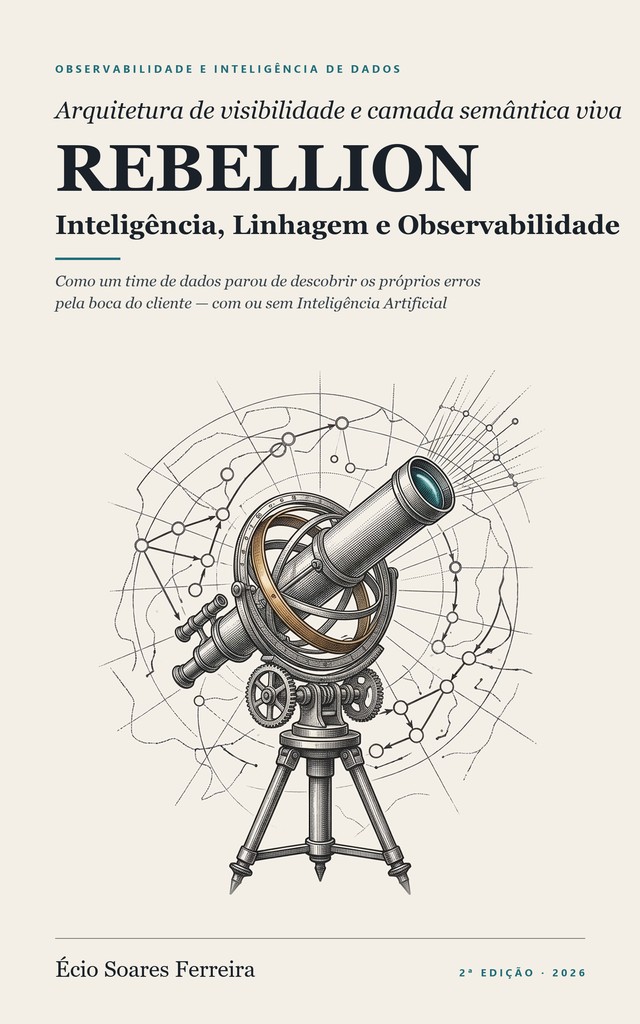 OBSERVABILIDADE E INTELIGÊNCIA DE DADOS
Arquitetura de visibilidade e camada semântica viva
REBELLION
Inteligência, Linhagem e Observabilidade
Como um time de dados parou de descobrir os próprios erros
pela boca do cliente — com ou sem Inteligência Artificial
Écio Soares Ferreira
2ª EDIÇÃO · 2026